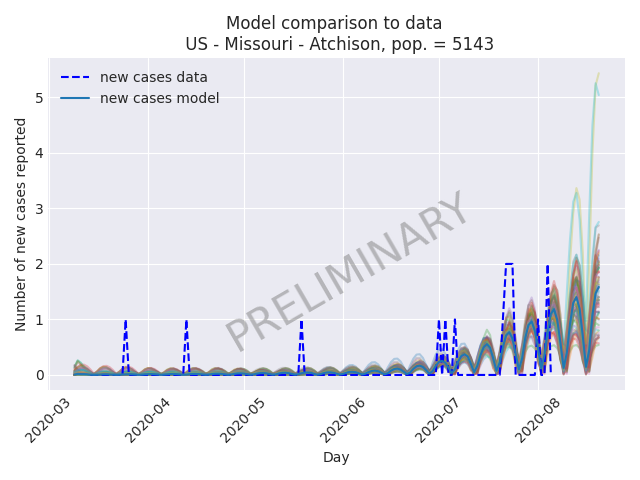 Model comparison to data
US - Missouri - Atchison, pop. = 5143
new cases data
new cases model
Number of new cases reported
5
4
3
2
1
0
PRELIMINARY
2020-03
2020-04
2020-05
2020-06
2020-07
2020-08
Day